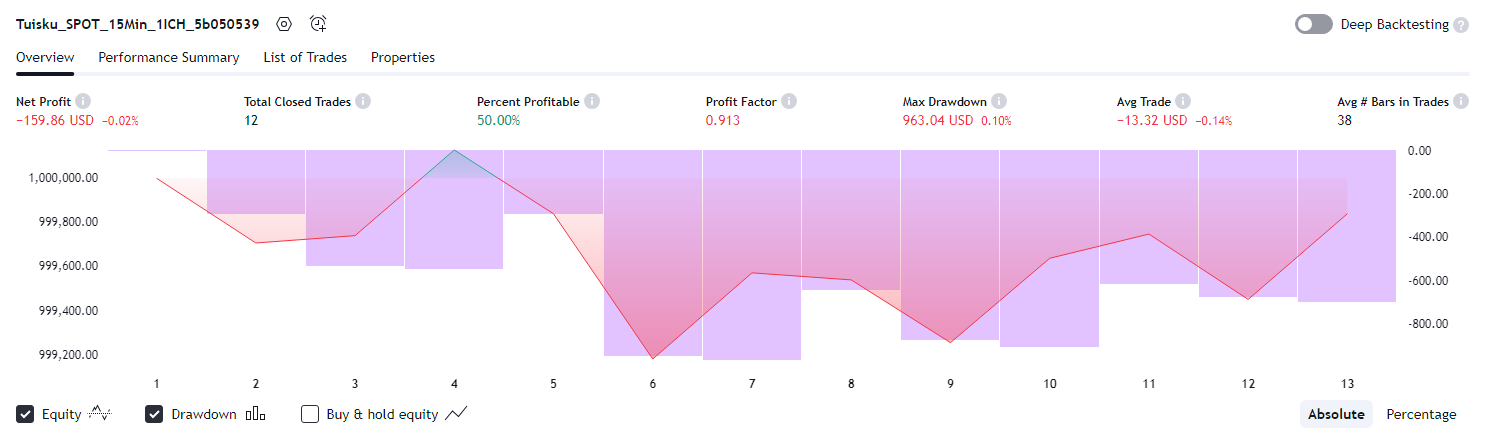 Tuisku_SPOT_15Min_1ICH_5b050539 Deep Backtesting ?
Overview Performance Summary List of Trades Properties
Net Profit i Total Closed Trades i Percent Profitable i Profit Factor i Max Drawdown i Avg Trade i Avg # Bars in Trades i
−159.86 USD −0.02% 12 50.00% 0.913 963.04 USD 0.10% −13.32 USD −0.14% 38
0.00
1,000,000.00
-200.00
999,800.00
-400.00
999,600.00
-600.00
999,400.00
-800.00
999,200.00
1 2 3 4 5 6 7 8 9 10 11 12 13
Equity Drawdown Buy & hold equity Absolute Percentage